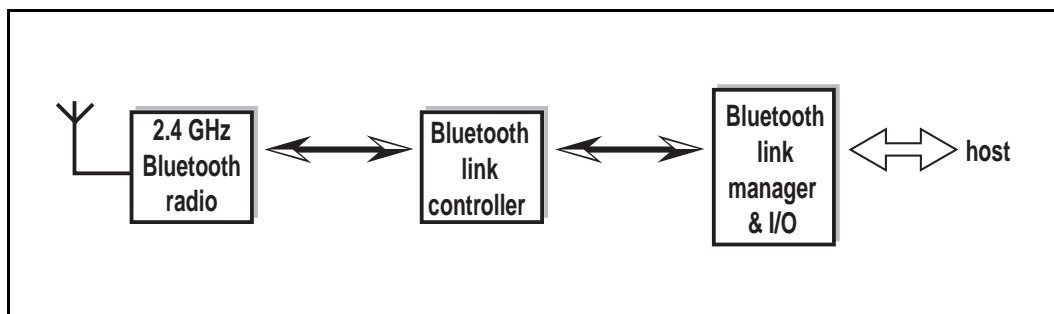 2.4 GHz
Bluetooth
radio
Bluetooth
link
controller
Bluetooth
link
manager
& I/O
host